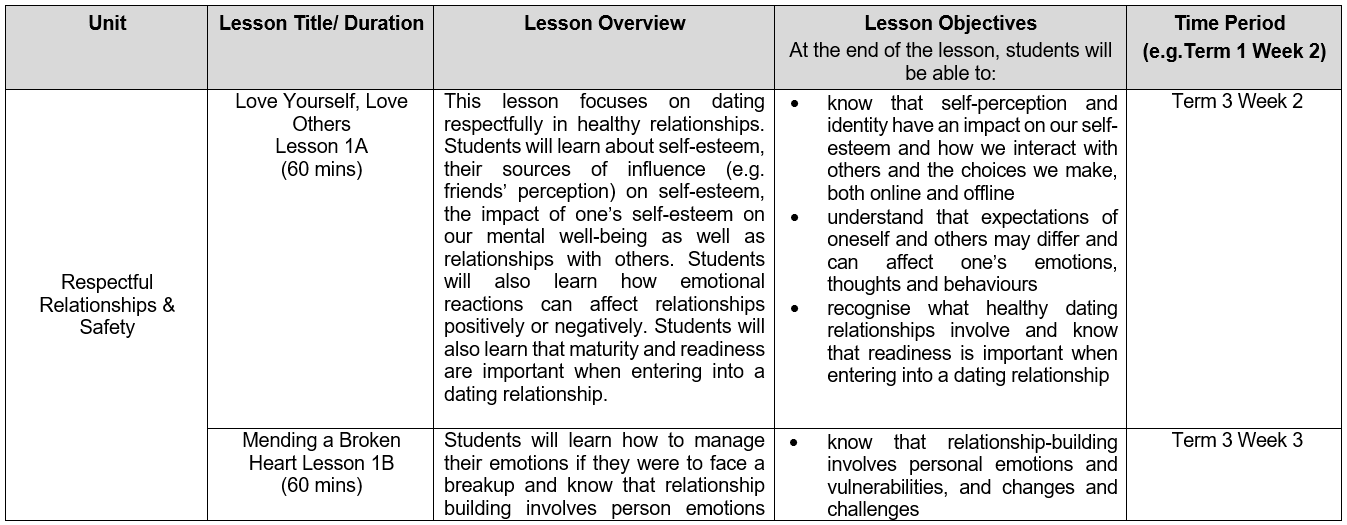 Unit
Lesson Title/ Duration
Lesson Overview
Lesson Objectives
At the end of the lesson, students will
be able to:
Time Period
(e.g.Term 1 Week 2)
Respectful
Relationships &
Safety
Love Yourself, Love
Others
Lesson 1A
(60 mins)
This lesson focuses on dating
respectfully in healthy relationships.
Students will learn about self-esteem,
their sources of influence (e.g.
friends’ perception) on self-esteem,
the impact of one’s self-esteem on
our mental well-being as well as
relationships with others. Students
will also learn how emotional
reactions can affect relationships
positively or negatively. Students will
also learn that maturity and readiness
are important when entering into a
dating relationship.
• know that self-perception and
identity have an impact on our self-
esteem and how we interact with
others and the choices we make,
both online and offline
• understand that expectations of
oneself and others may differ and
can affect one’s emotions,
thoughts and behaviours
• recognise what healthy dating
relationships involve and know
that readiness is important when
entering into a dating relationship
Term 3 Week 2
Mending a Broken
Heart Lesson 1B
(60 mins)
Students will learn how to manage
their emotions if they were to face a
breakup and know that relationship
building involves person emotions
• know that relationship-building
involves personal emotions and
vulnerabilities, and changes and
challenges
Term 3 Week 3